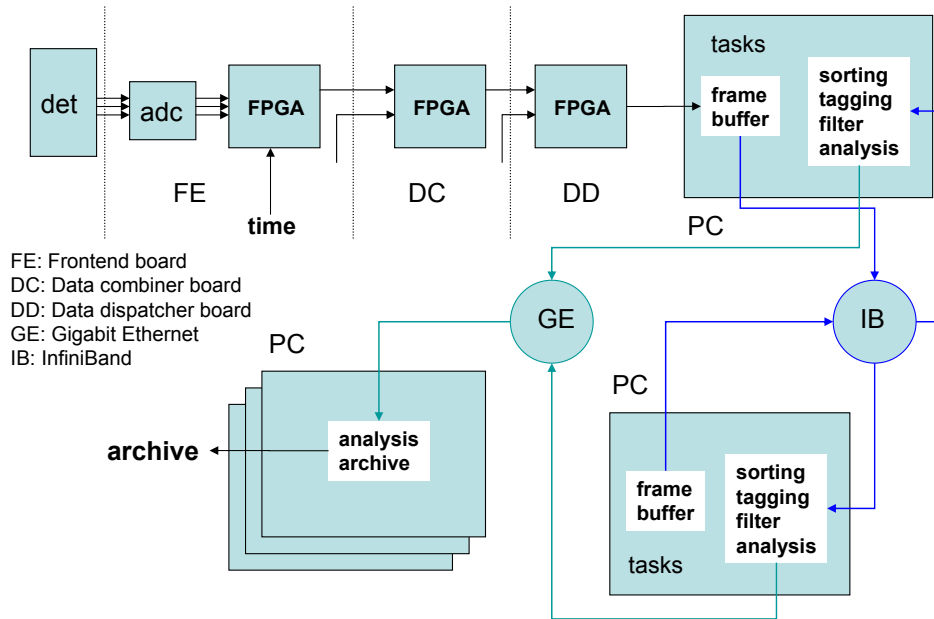 tasks
det
adc
FPGA
FPGA
FPGA
frame
buffer
sorting
tagging
filter
analysis
FE
DC
DD
time
PC
FE: Frontend board
DC: Data combiner board
DD: Data dispatcher board
GE: Gigabit Ethernet
IB: InfiniBand
GE
IB
PC
PC
analysis
archive
archive
frame
buffer
sorting
tagging
filter
analysis
tasks